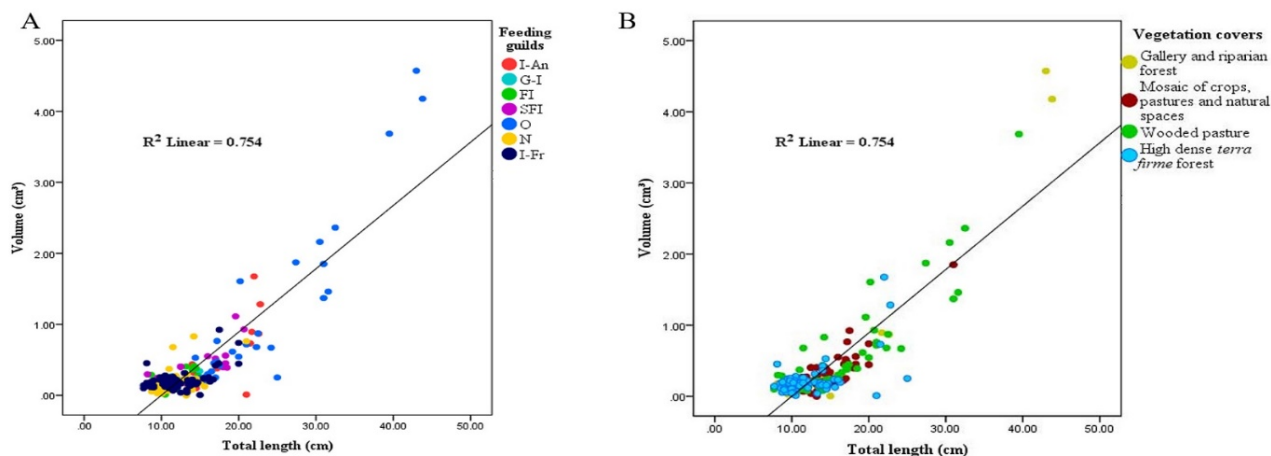 A
5.00
4.00
3.00
2.00
1.00
.00
Volume (cm³)
R² Linear = 0.754
.00 10.00 20.00 30.00 40.00 50.00
Total length (cm)
Feeding
guilds
I-An
G-I
FI
SFI
O
N
I-Fr
B
5.00
4.00
3.00
2.00
1.00
.00
Volume (cm³)
R² Linear = 0.754
.00 10.00 20.00 30.00 40.00 50.00
Total length (cm)
Vegetation covers
Gallery and riparian
forest
Mosaic of crops,
pastures and natural
spaces
Wooded pasture
High dense terra
firme forest